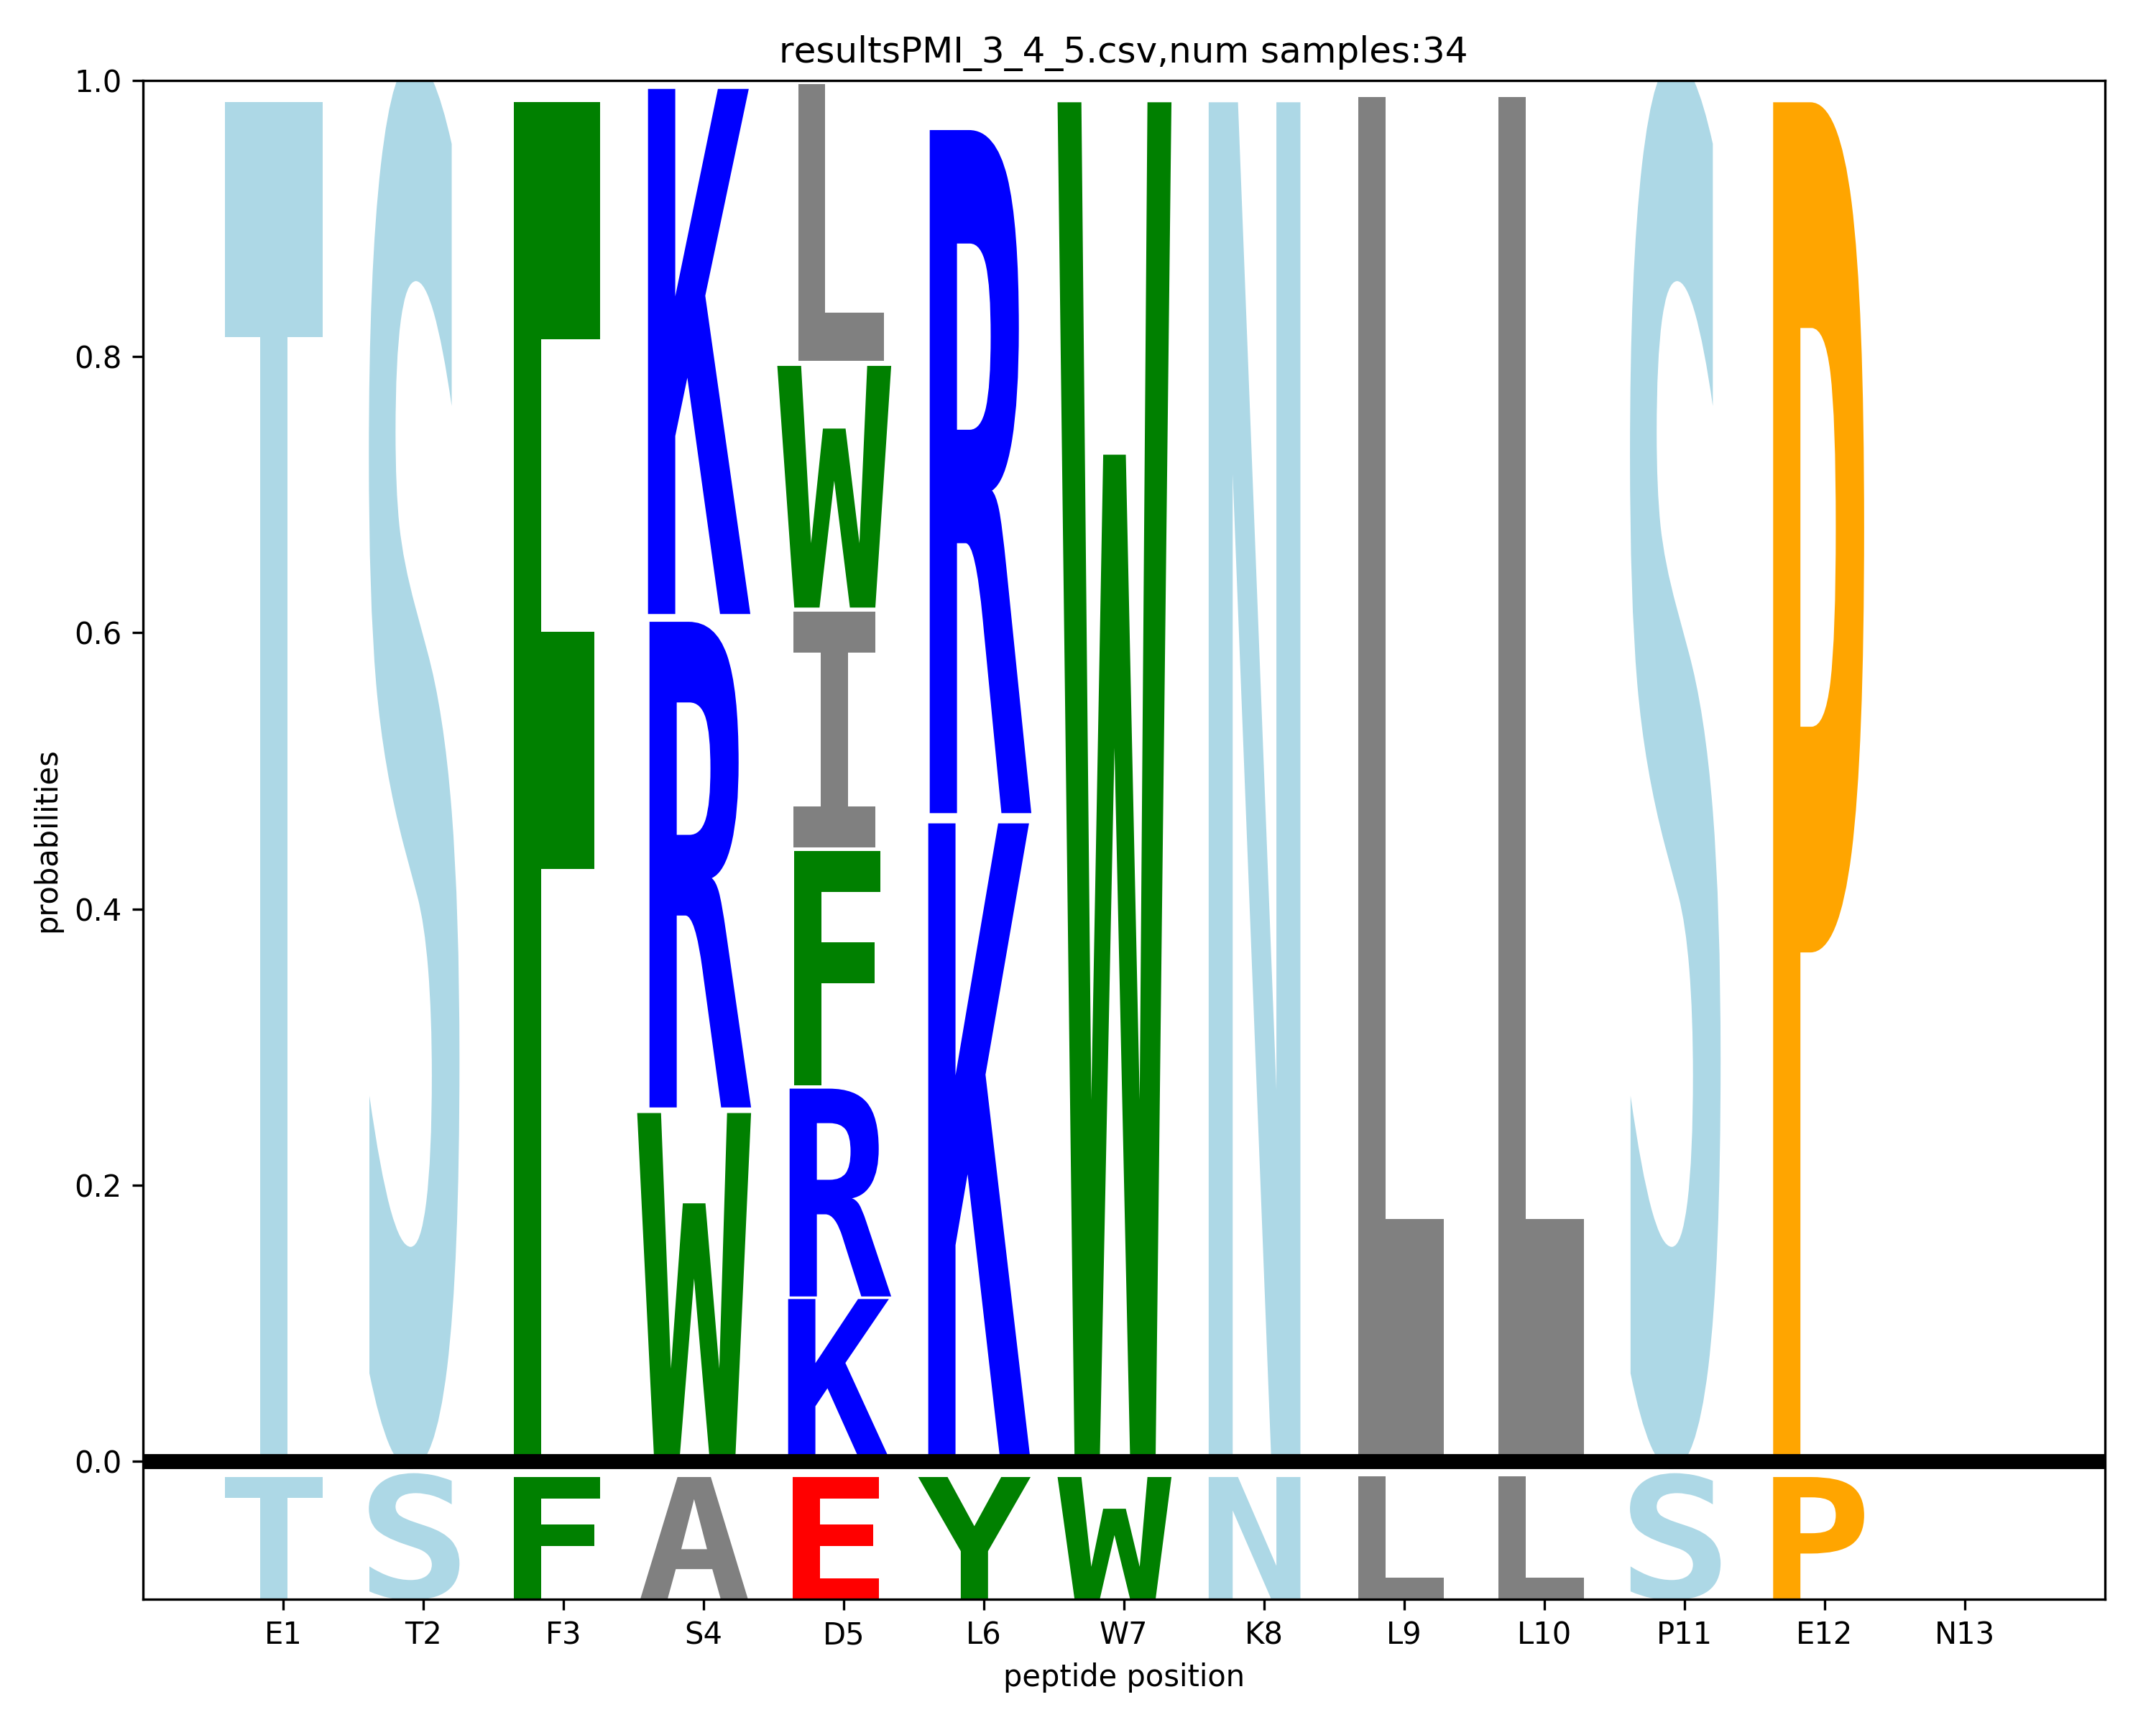 resultsPMI_3_4_5.csv,num samples:34
probabilities
1.0
0.8
0.6
0.4
0.2
0.0
T S F K L R W N L L S P
W
R I K
F
W R
K
T S F A E Y W N L L S P
E1 T2 F3 S4 D5 L6 W7 K8 L9 L10 P11 E12 N13
peptide position